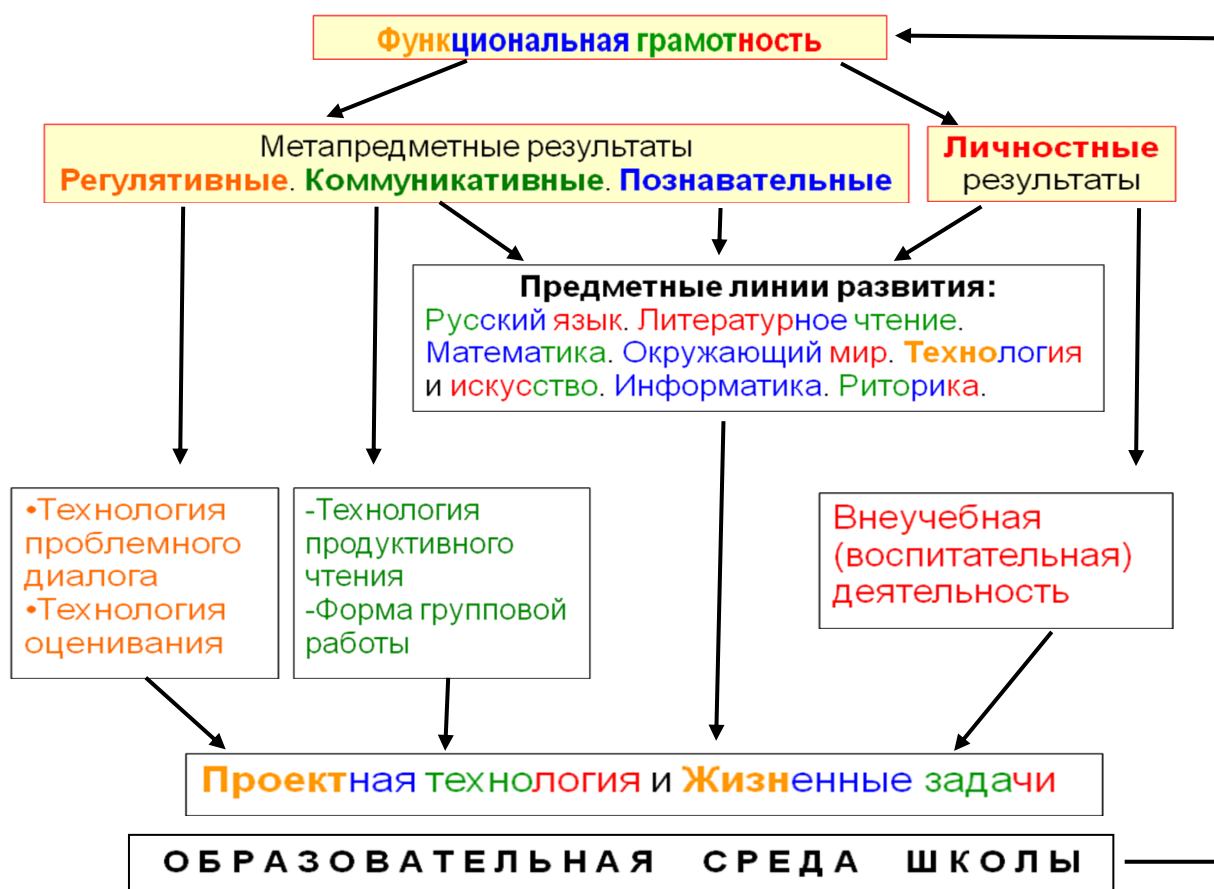 Функциональная грамотность
Метапредметные результаты
Регулятивные. Коммуникативные. Познавательные
Личностные
результаты
Предметные линии развития:
Русский язык. Литературное чтение.
Математика. Окружающий мир. Технология
и искусство. Информатика. Риторика.
•Технология
проблемного
диалога
•Технология
оценивания
-Технология
продуктивного
чтения
-Форма групповой
работы
Внеучебная
(воспитательная)
деятельность
Проектная технология и Жизненные задачи
ОБРАЗОВАТЕЛЬНАЯ СРЕДА ШКОЛЫ